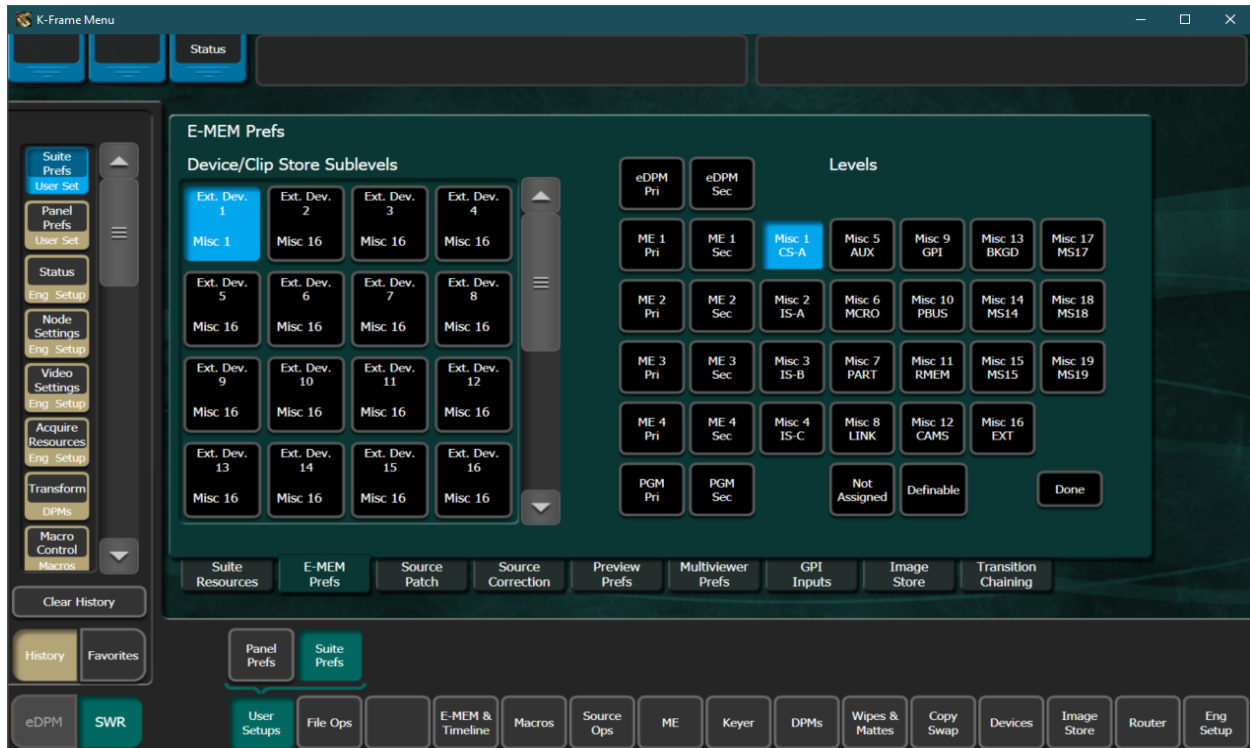 K-Frame Menu
Status
E-MEM Prefs
Device/Clip Store Sublevels
Levels
Suite
Prefs
User Set
Panel
Prefs
User Set
Status
Eng Setup
Node
Settings
Eng Setup
Video
Settings
Eng Setup
Acquire
Resources
Eng Setup
Transform
DPMs
Macro
Control
Macros
Clear History
History
Favorites
Ext. Dev.
1
Misc 1
Ext. Dev.
2
Misc 16
Ext. Dev.
3
Misc 16
Ext. Dev.
4
Misc 16
Ext. Dev.
5
Misc 16
Ext. Dev.
6
Misc 16
Ext. Dev.
7
Misc 16
Ext. Dev.
8
Misc 16
Ext. Dev.
9
Misc 16
Ext. Dev.
10
Misc 16
Ext. Dev.
11
Misc 16
Ext. Dev.
12
Misc 16
Ext. Dev.
13
Misc 16
Ext. Dev.
14
Misc 16
Ext. Dev.
15
Misc 16
Ext. Dev.
16
Misc 16
eDPM
Pri
eDPM
Sec
ME 1
Pri
ME 1
Sec
Misc 1
CS-A
Misc 5
AUX
Misc 9
GPI
Misc 13
BKGD
Misc 17
MS17
ME 2
Pri
ME 2
Sec
Misc 2
IS-A
Misc 6
MCRO
Misc 10
PBUS
Misc 14
MS14
Misc 18
MS18
ME 3
Pri
ME 3
Sec
Misc 3
IS-B
Misc 7
PART
Misc 11
RMEM
Misc 15
MS15
Misc 19
MS19
ME 4
Pri
ME 4
Sec
Misc 4
IS-C
Misc 8
LINK
Misc 12
CAMS
Misc 16
EXT
PGM
Pri
PGM
Sec
Not
Assigned
Definable
Done
Suite
Resources
E-MEM
Prefs
Source
Patch
Source
Correction
Preview
Prefs
Multiviewer
Prefs
GPI
Inputs
Image
Store
Transition
Chaining
Panel
Prefs
Suite
Prefs
eDPM
SWR
User
Setups
File Ops
E-MEM &
Timeline
Macros
Source
Ops
ME
Keyer
DPMs
Wipes &
Mattes
Copy
Swap
Devices
Image
Store
Router
Eng
Setup